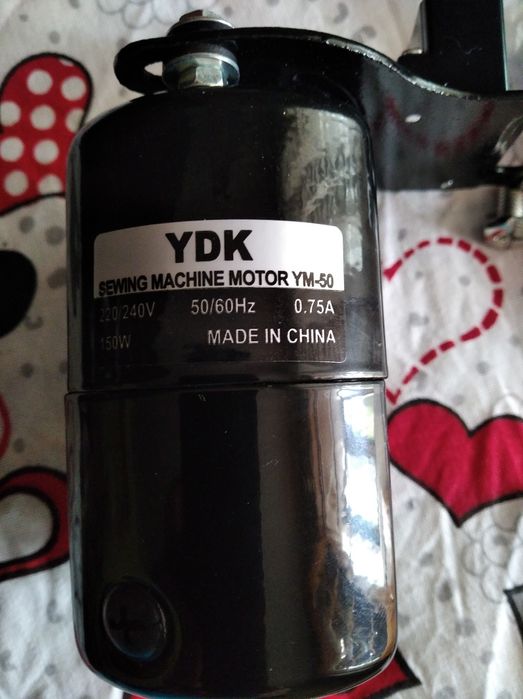 YDK
SEWING MACHINE MOTOR YM-50
220/240V 50/60Hz 0.75A
150W MADE IN CHINA